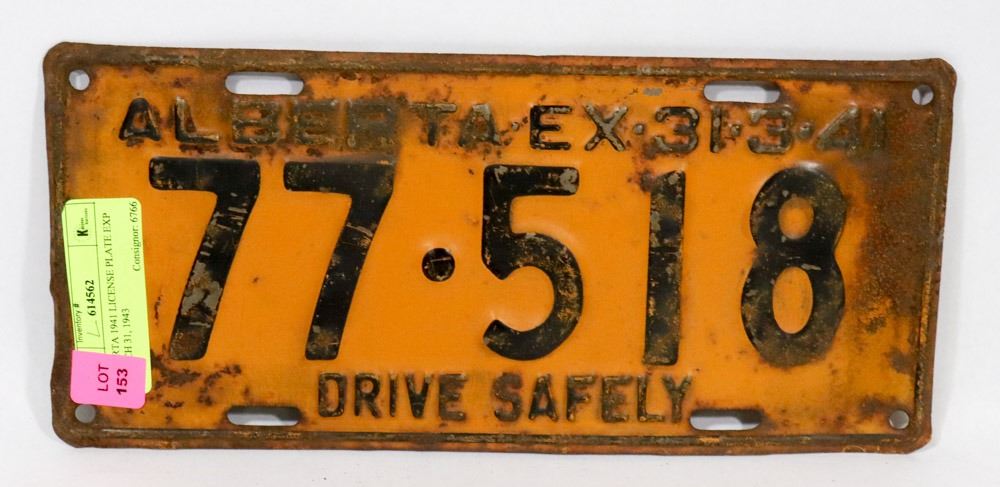 ALBERTA·EX·31·3·41
77·518
DRIVE SAFELY
Inventory #
614562
RTA 1941 LICENSE PLATE EXP
CH 31, 1943
Consignor: 6766
LOT
153